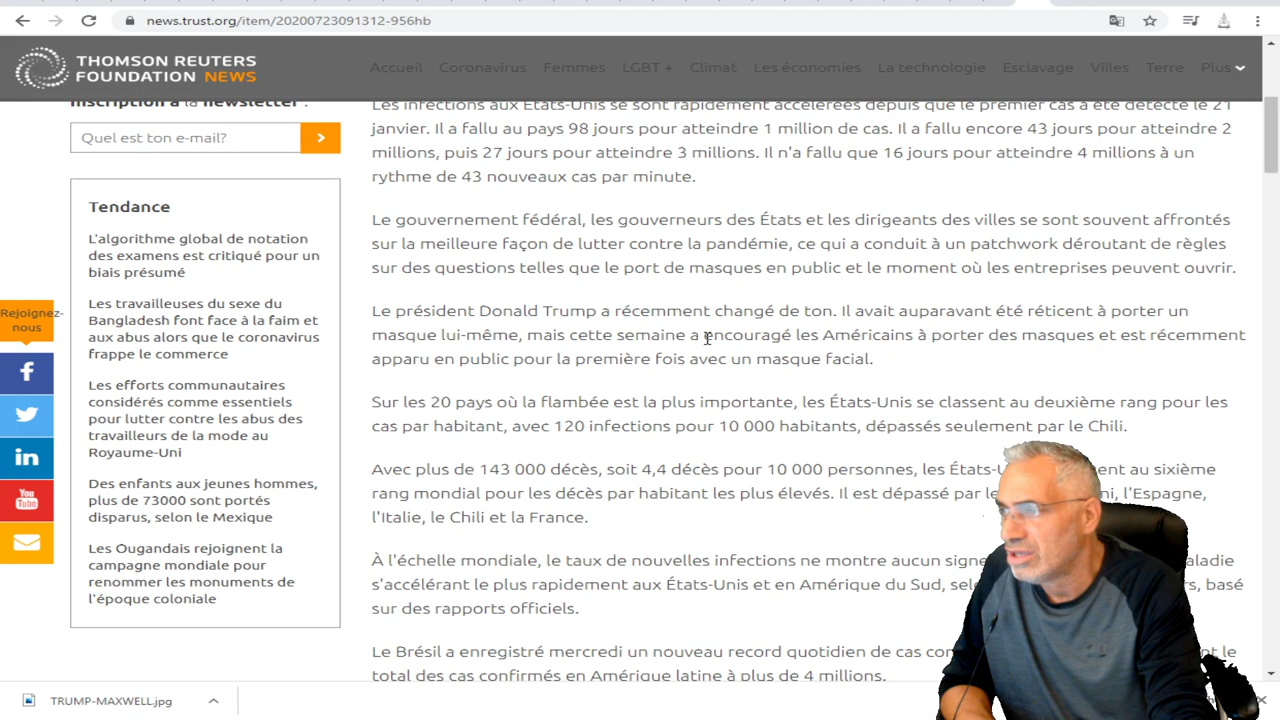 news.trust.org/item/20200723091312-956hb
THOMSON REUTERS
FOUNDATION NEWS
Accueil Coronavirus Femmes LGBT + Climat Les économies La technologie Esclavage Villes Terre Plus
Inscription à la newsletter :
Quel est ton e-mail?
Tendance
L'algorithme global de notation
des examens est critiqué pour un
biais présumé
Les travailleuses du sexe du
Bangladesh font face à la faim et
aux abus alors que le coronavirus
frappe le commerce
Les efforts communautaires
considérés comme essentiels
pour lutter contre les abus des
travailleurs de la mode au
Royaume-Uni
Des enfants aux jeunes hommes,
plus de 73000 sont portés
disparus, selon le Mexique
Les Ougandais rejoignent la
campagne mondiale pour
renommer les monuments de
l'époque coloniale
Rejoignez-
nous
Les infections aux États-Unis se sont rapidement accélérées depuis que le premier cas a été détecté le 21
janvier. Il a fallu au pays 98 jours pour atteindre 1 million de cas. Il a fallu encore 43 jours pour atteindre 2
millions, puis 27 jours pour atteindre 3 millions. Il n'a fallu que 16 jours pour atteindre 4 millions à un
rythme de 43 nouveaux cas par minute.
Le gouvernement fédéral, les gouverneurs des États et les dirigeants des villes se sont souvent affrontés
sur la meilleure façon de lutter contre la pandémie, ce qui a conduit à un patchwork déroutant de règles
sur des questions telles que le port de masques en public et le moment où les entreprises peuvent ouvrir.
Le président Donald Trump a récemment changé de ton. Il avait auparavant été réticent à porter un
masque lui-même, mais cette semaine a encouragé les Américains à porter des masques et est récemment
apparu en public pour la première fois avec un masque facial.
Sur les 20 pays où la flambée est la plus importante, les États-Unis se classent au deuxième rang pour les
cas par habitant, avec 120 infections pour 10 000 habitants, dépassés seulement par le Chili.
Avec plus de 143 000 décès, soit 4,4 décès pour 10 000 personnes, les au sixième
rang mondial pour les décès par habitant les plus élevés. Il est dépassé par l'Espagne,
l'Italie, le Chili et la France.
À l'échelle mondiale, le taux de nouvelles infections ne montre aucun
s'accélérant le plus rapidement aux États-Unis et en Amérique du Sud, basé
sur des rapports officiels.
Le Brésil a enregistré mercredi un nouveau record quotidien de cas le
total des cas confirmés en Amérique latine à plus de 4 millions.
TRUMP-MAXWELL.jpg